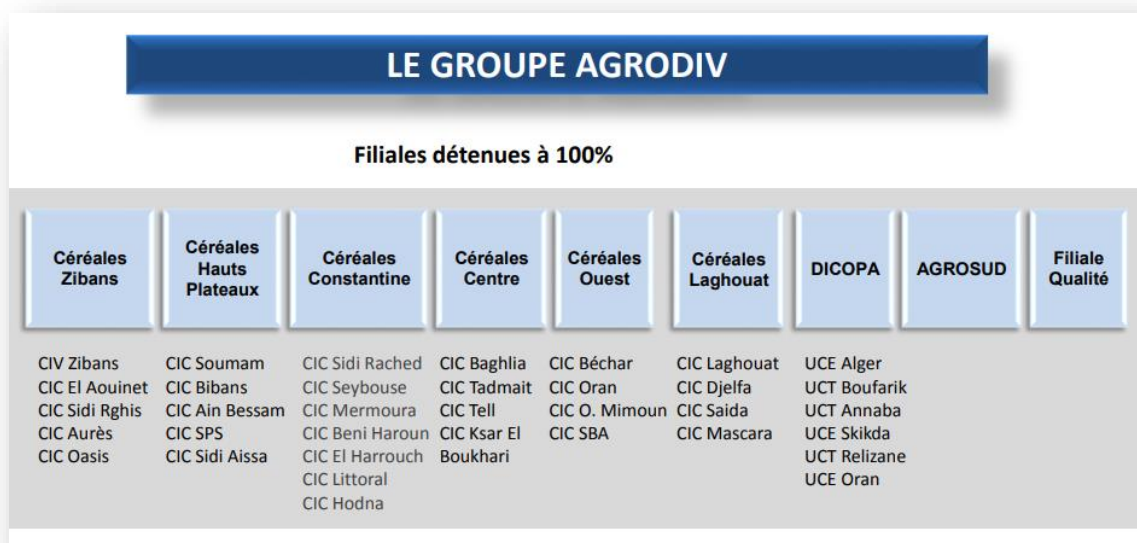 LE GROUPE AGRODIV
Filiales détenues à 100%
Céréales
Zibans
Céréales
Hauts
Plateaux
Céréales
Constantine
Céréales
Centre
Céréales
Ouest
Céréales
Laghouat
DICOPA
AGROSUD
Filiale
Qualité
CIV Zibans
CIC El Aouinet
CIC Sidi Rghis
CIC Aurès
CIC Oasis
CIC Soumam
CIC Bibans
CIC Ain Bessam
CIC SPS
CIC Sidi Aissa
CIC Sidi Rached
CIC Seybouse
CIC Mermoura
CIC Beni Haroun
CIC El Harrouch
CIC Littoral
CIC Hodna
CIC Baghlia
CIC Tadmait
CIC Tell
CIC Ksar El
Boukhari
CIC Béchar
CIC Oran
CIC O. Mimoun
CIC SBA
CIC Laghouat
CIC Djelfa
CIC Saida
CIC Mascara
UCE Alger
UCT Boufarik
UCT Annaba
UCE Skikda
UCT Relizane
UCE Oran